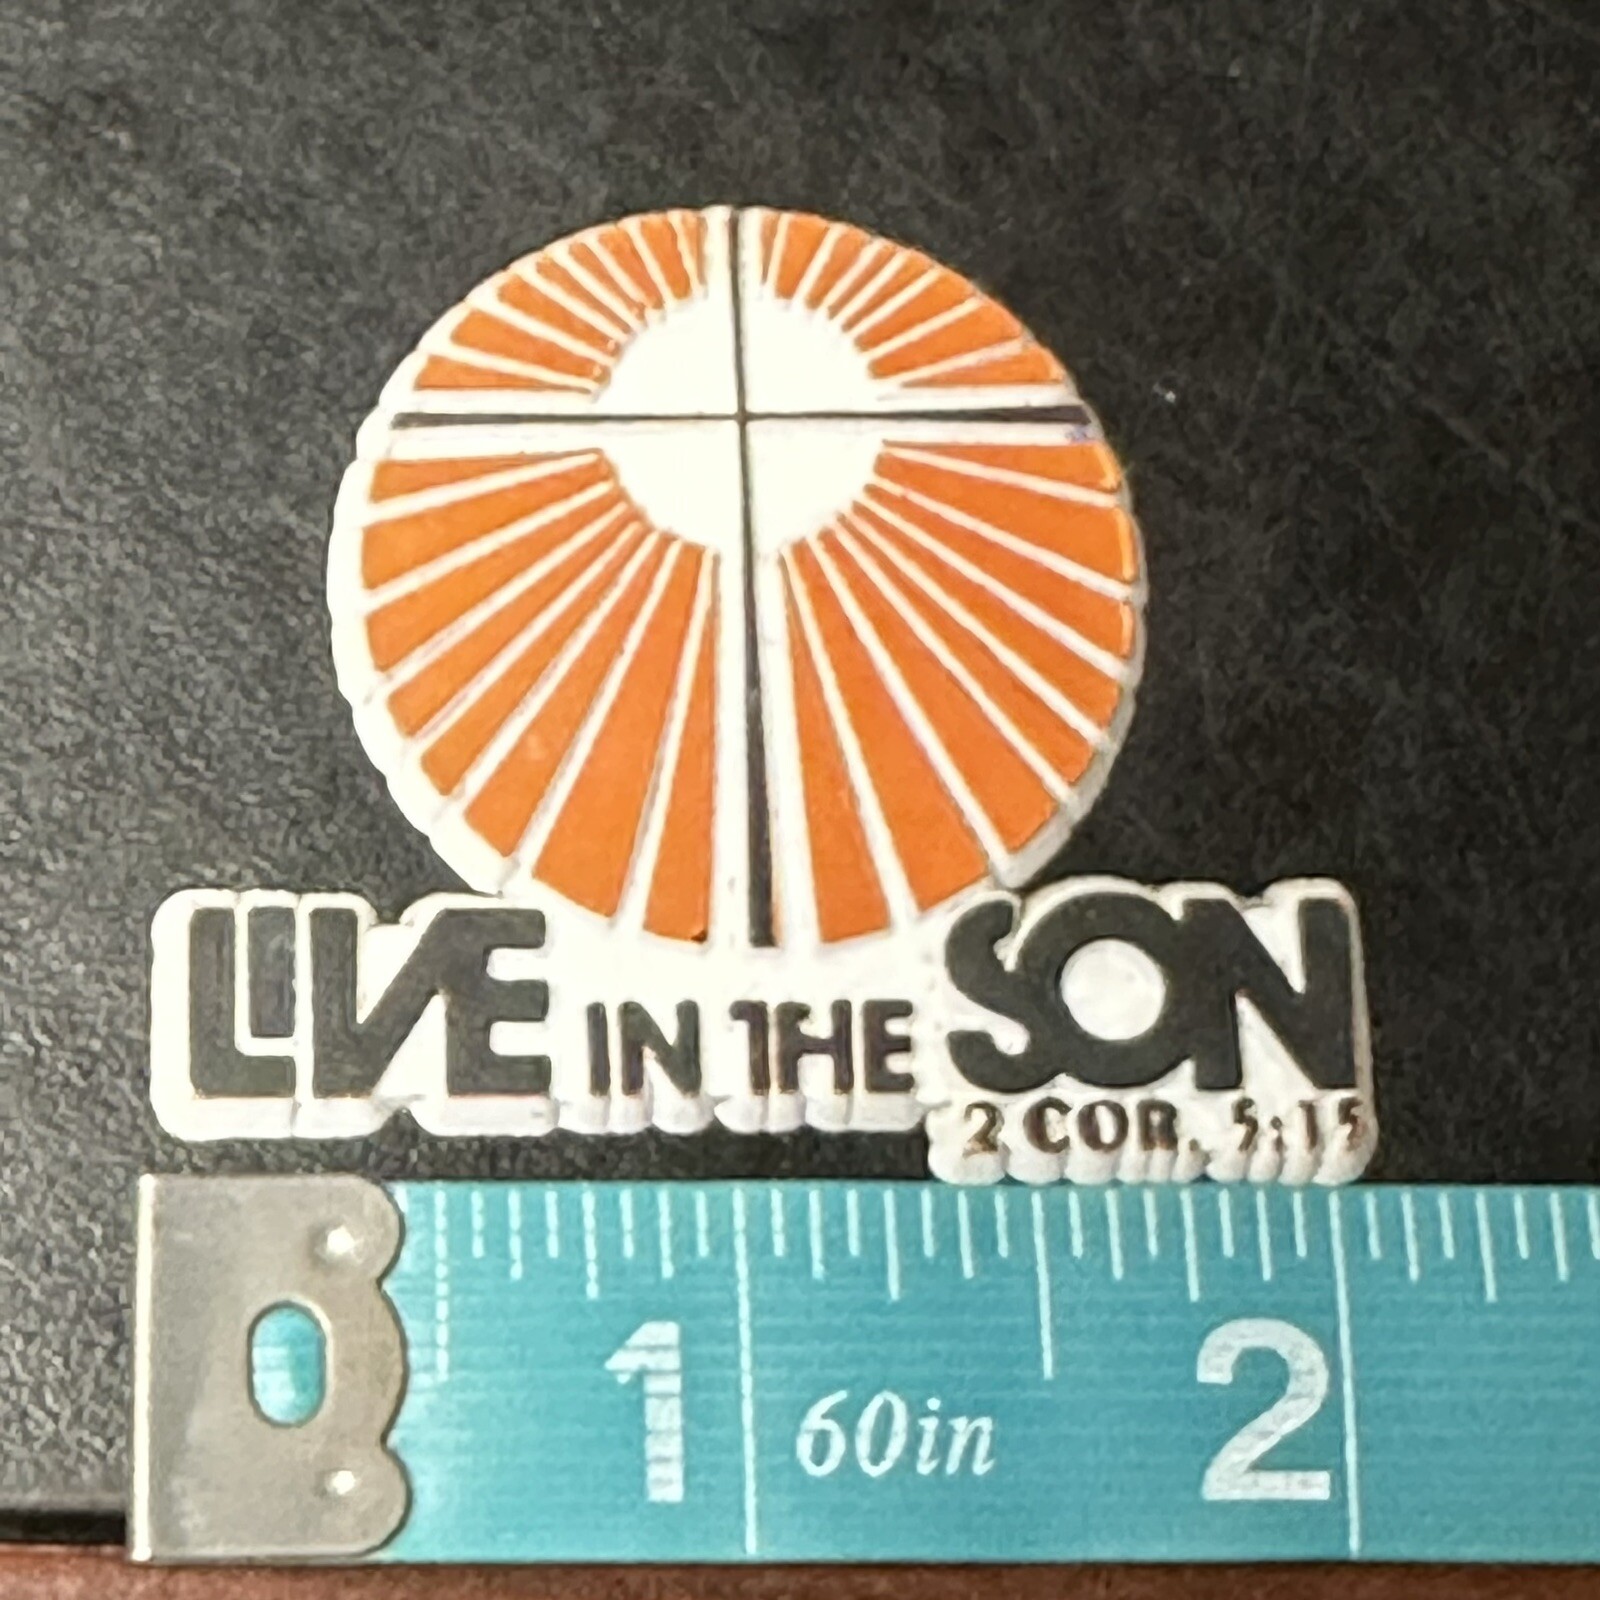 LIVE IN THE SON
2 COR. 5:15
1 60in 2